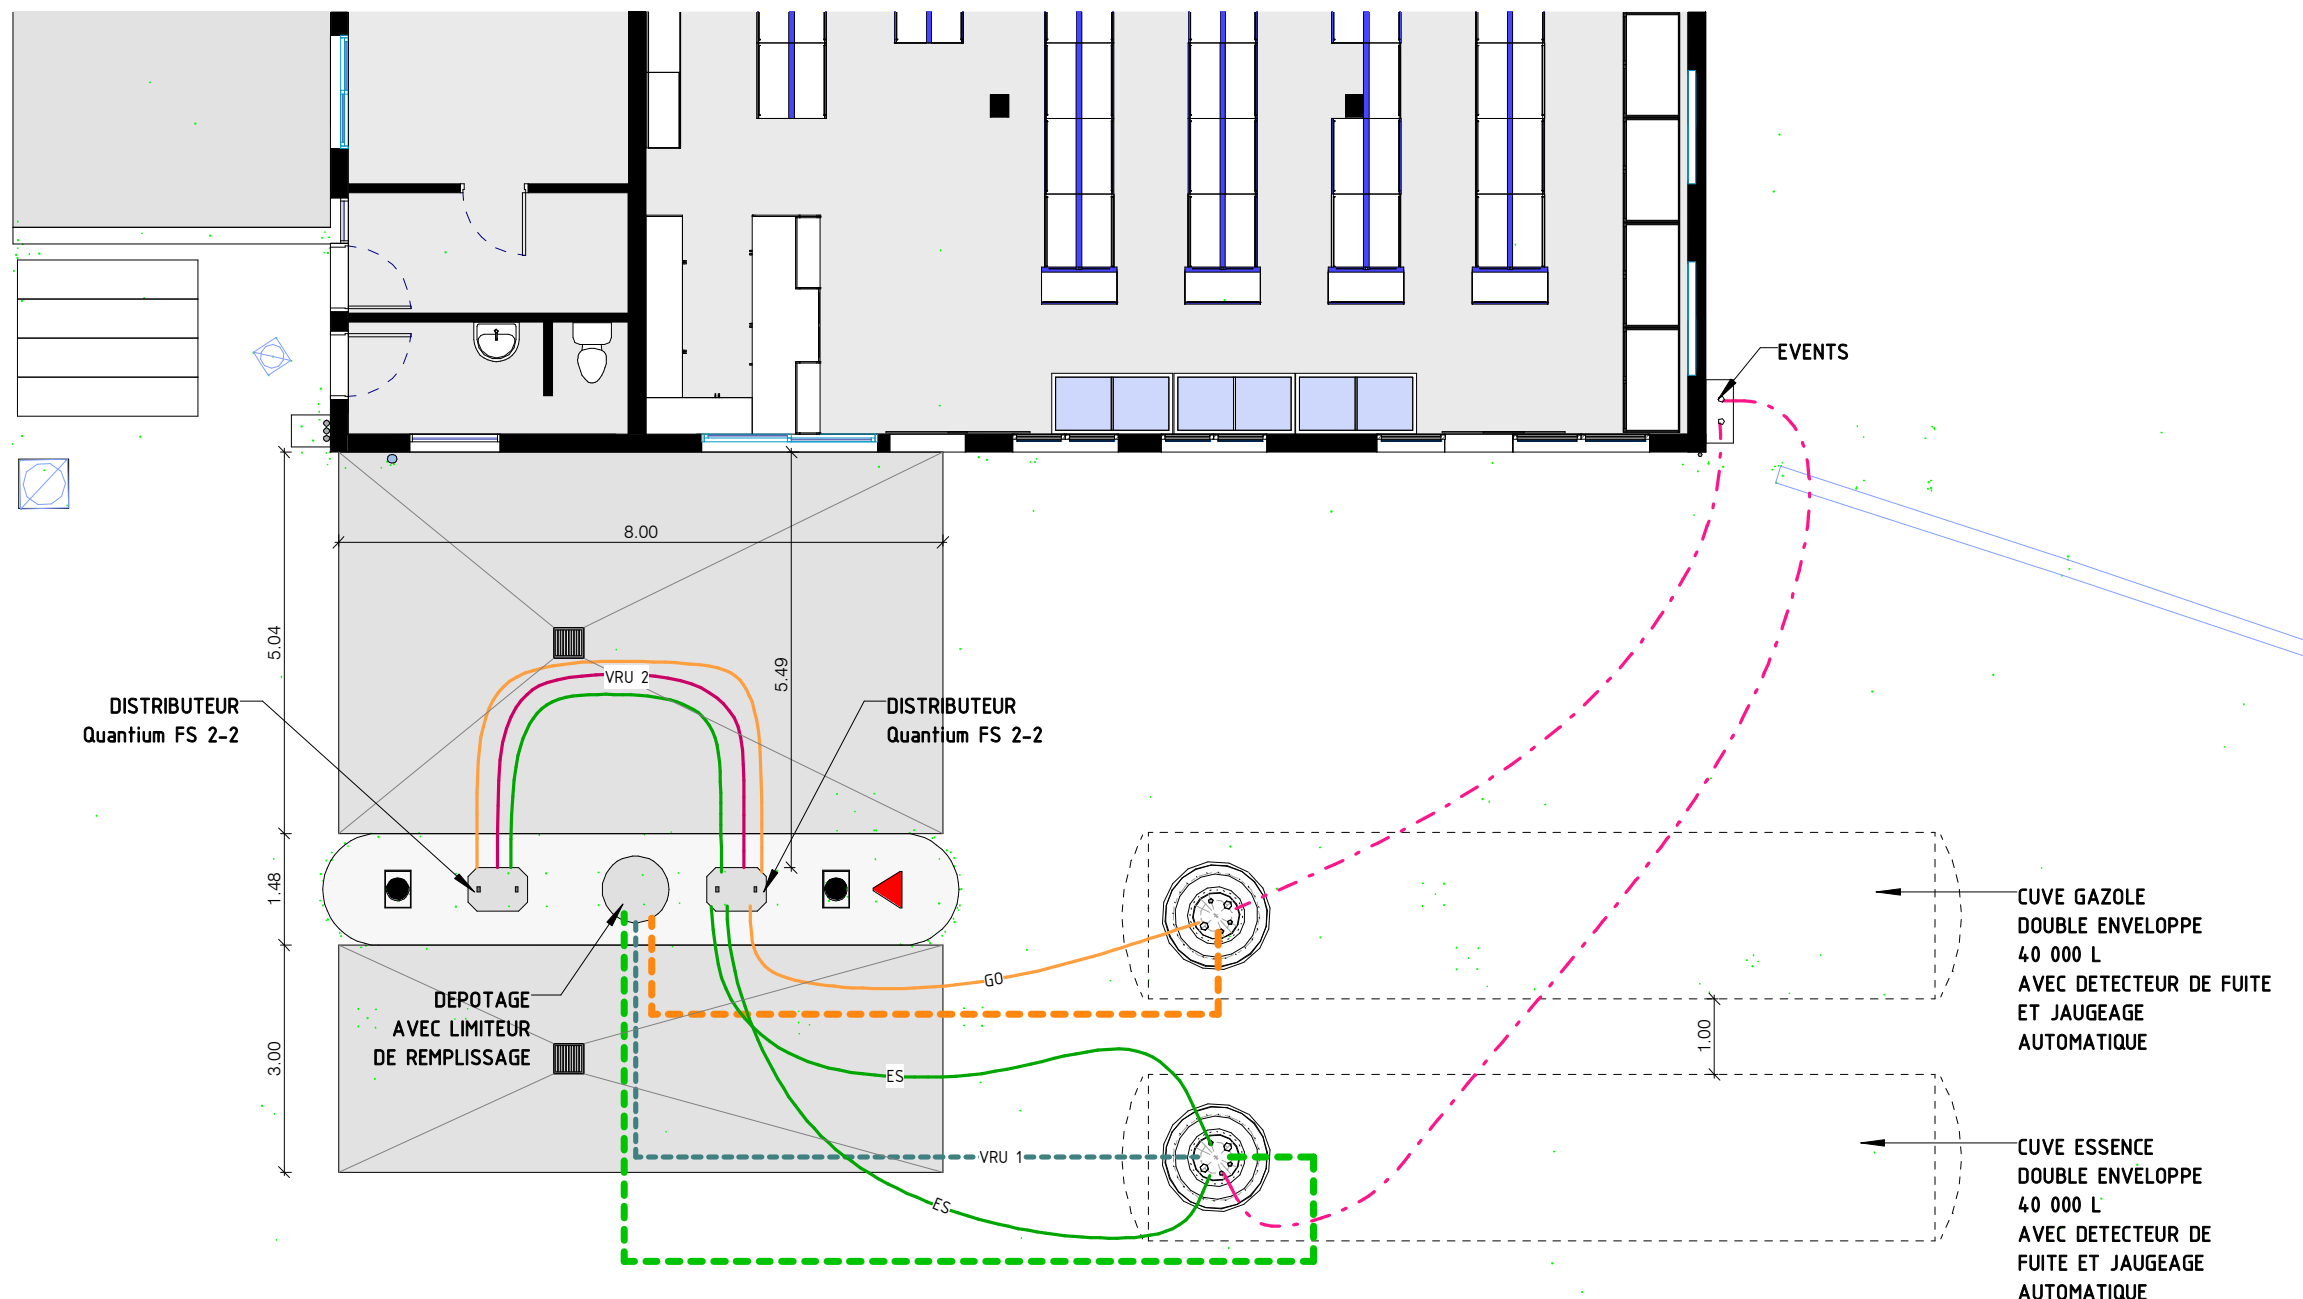 EVENTS
8.00
5.04
5.49
VRU 2
DISTRIBUTEUR
Quantium FS 2-2
DISTRIBUTEUR
Quantium FS 2-2
1.48
CUVE GAZOLE
DOUBLE ENVELOPPE
40 000 L
AVEC DETECTEUR DE FUITE
ET JAUGEAGE
AUTOMATIQUE
GO
DEPOTAGE
AVEC LIMITEUR
DE REMPLISSAGE
1.00
3.00
ES
VRU 1
ES
CUVE ESSENCE
DOUBLE ENVELOPPE
40 000 L
AVEC DETECTEUR DE
FUITE ET JAUGEAGE
AUTOMATIQUE